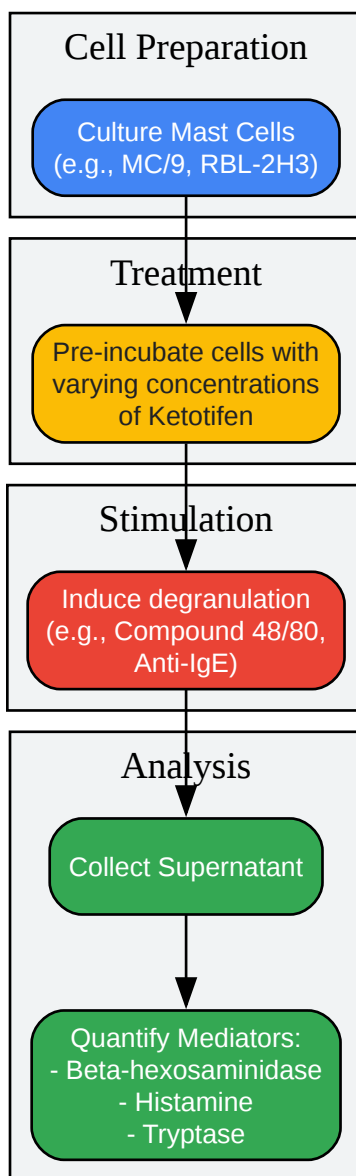 Cell Preparation
Culture Mast Cells
(e.g., MC/9, RBL-2H3)
Treatment
Pre-incubate cells with
varying concentrations
of Ketotifen
Stimulation
Induce degranulation
(e.g., Compound 48/80,
Anti-IgE)
Analysis
Collect Supernatant
Quantify Mediators:
- Beta-hexosaminidase
- Histamine
- Tryptase